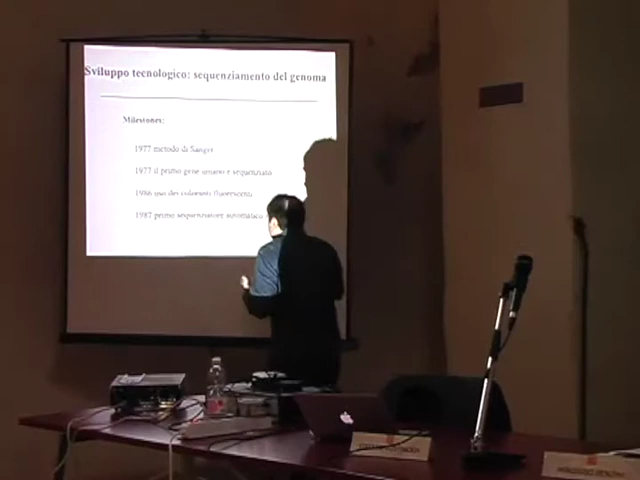 Sviluppo tecnologico: sequenziamento del genoma
Milestones:
1977 metodo di Sanger
1977 il primo gene umano è sequenziato
1986 uso dei coloranti fluorescenti
1987 primo sequenziatore automatico